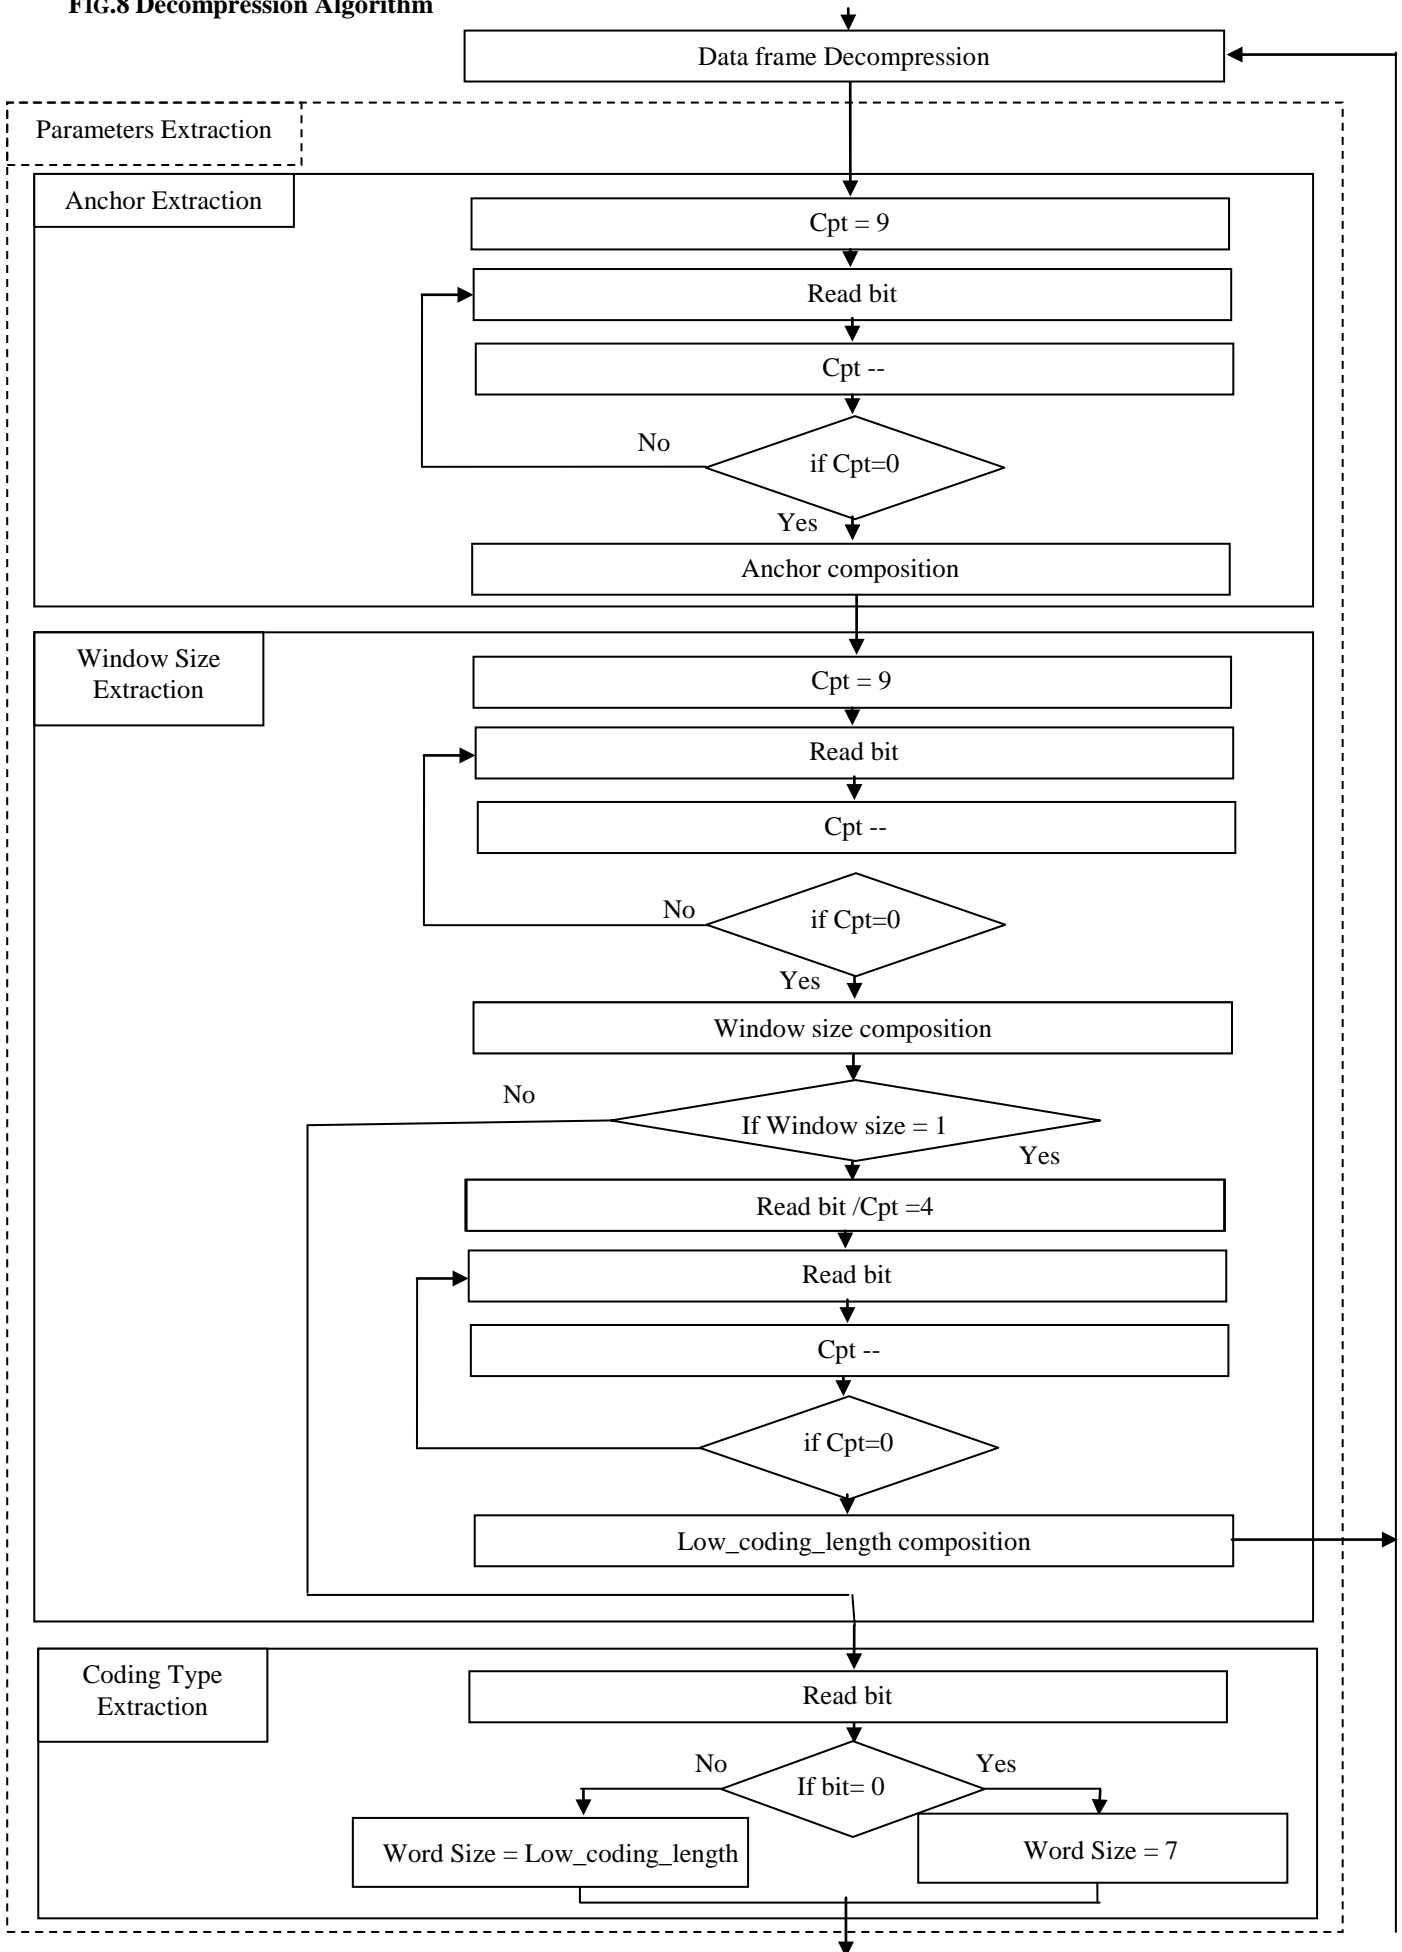 FIG.8 Decompression Algorithm
Data frame Decompression
Parameters Extraction
Anchor Extraction
Cpt = 9
Read bit
Cpt --
No
if Cpt=0
Yes
Anchor composition
Window Size
Extraction
Cpt = 9
Read bit
Cpt --
No
if Cpt=0
Yes
Window size composition
No
If Window size = 1
Yes
Read bit /Cpt =4
Read bit
Cpt --
if Cpt=0
Low_coding_length composition
Coding Type
Extraction
Read bit
No
Yes
If bit= 0
Word Size = Low_coding_length
Word Size = 7